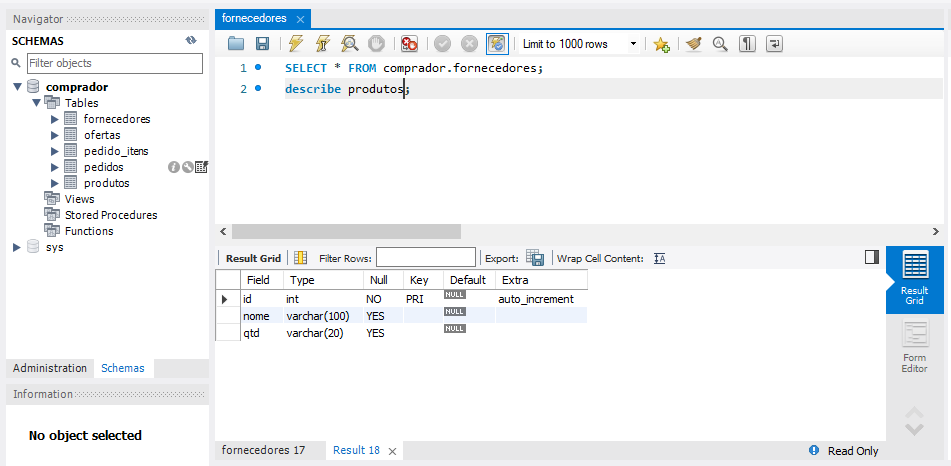 Navigator
SCHEMAS
Filter objects
comprador
Tables
fornecedores
ofertas
pedido_itens
pedidos
produtos
Views
Stored Procedures
Functions
sys
Administration Schemas
Information
No object selected
fornecedores
Limit to 1000 rows
1 SELECT * FROM comprador.fornecedores;
2 describe produtos;
Result Grid Filter Rows: Export: Wrap Cell Content:
Field Type Null Key Default Extra
id int NO PRI NULL auto_increment
nome varchar(100) YES NULL
qtd varchar(20) YES NULL
Result
Grid
Form
Editor
fornecedores 17 Result 18 Read Only